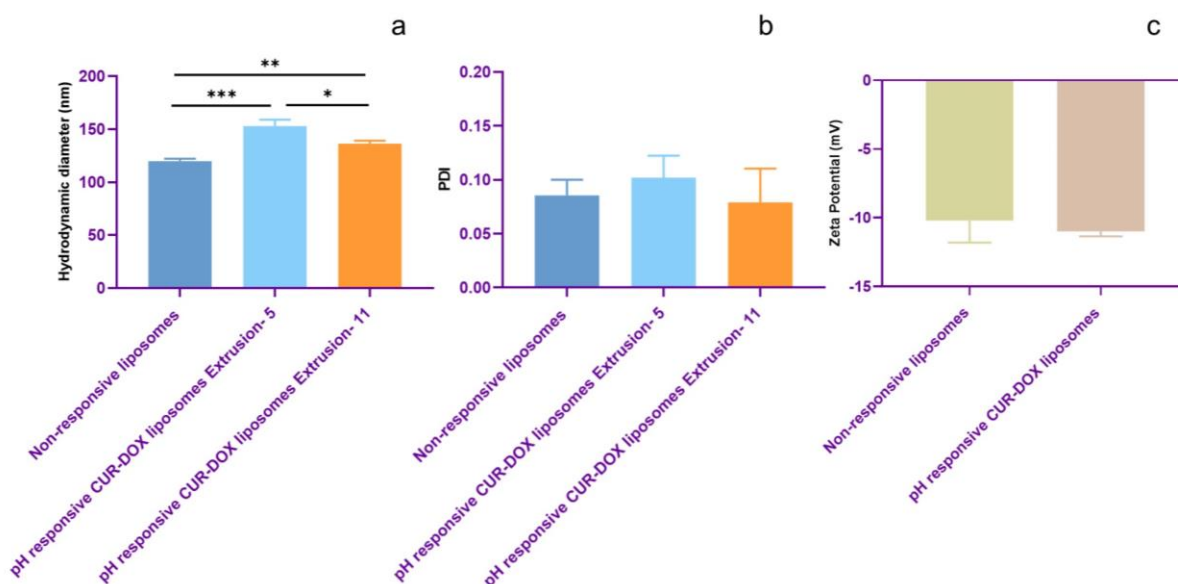 a
**
***
*
Hydrodynamic diameter (nm)
200
150
100
50
0
Non-responsive liposomes
pH responsive CUR-DOX liposomes Extrusion- 5
pH responsive CUR-DOX liposomes Extrusion- 11
b
PDI
0.20
0.15
0.10
0.05
0.00
Non-responsive liposomes
pH responsive CUR-DOX liposomes Extrusion- 5
pH responsive CUR-DOX liposomes Extrusion- 11
c
Zeta Potential (mV)
0
-5
-10
-15
Non-responsive liposomes
pH responsive CUR-DOX liposomes